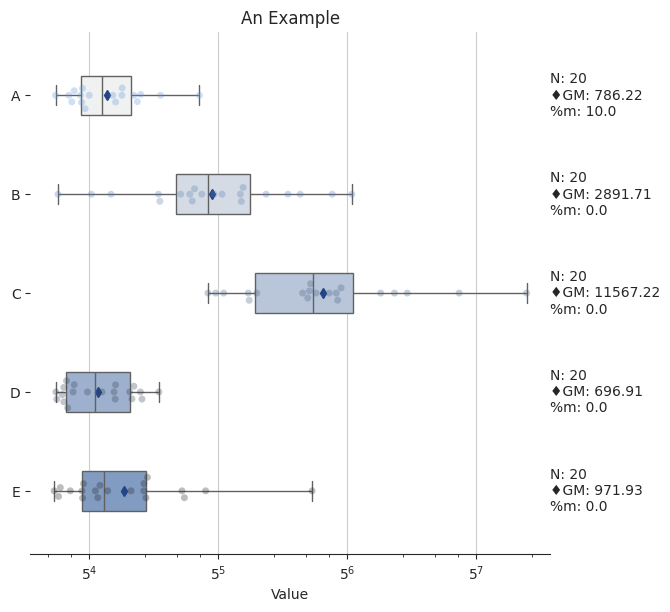 An Example
A
N: 20
♦GM: 786.22
%m: 10.0
B
N: 20
♦GM: 2891.71
%m: 0.0
C
N: 20
♦GM: 11567.22
%m: 0.0
D
N: 20
♦GM: 696.91
%m: 0.0
E
N: 20
♦GM: 971.93
%m: 0.0
5⁴ 5⁵ 5⁶ 5⁷
Value